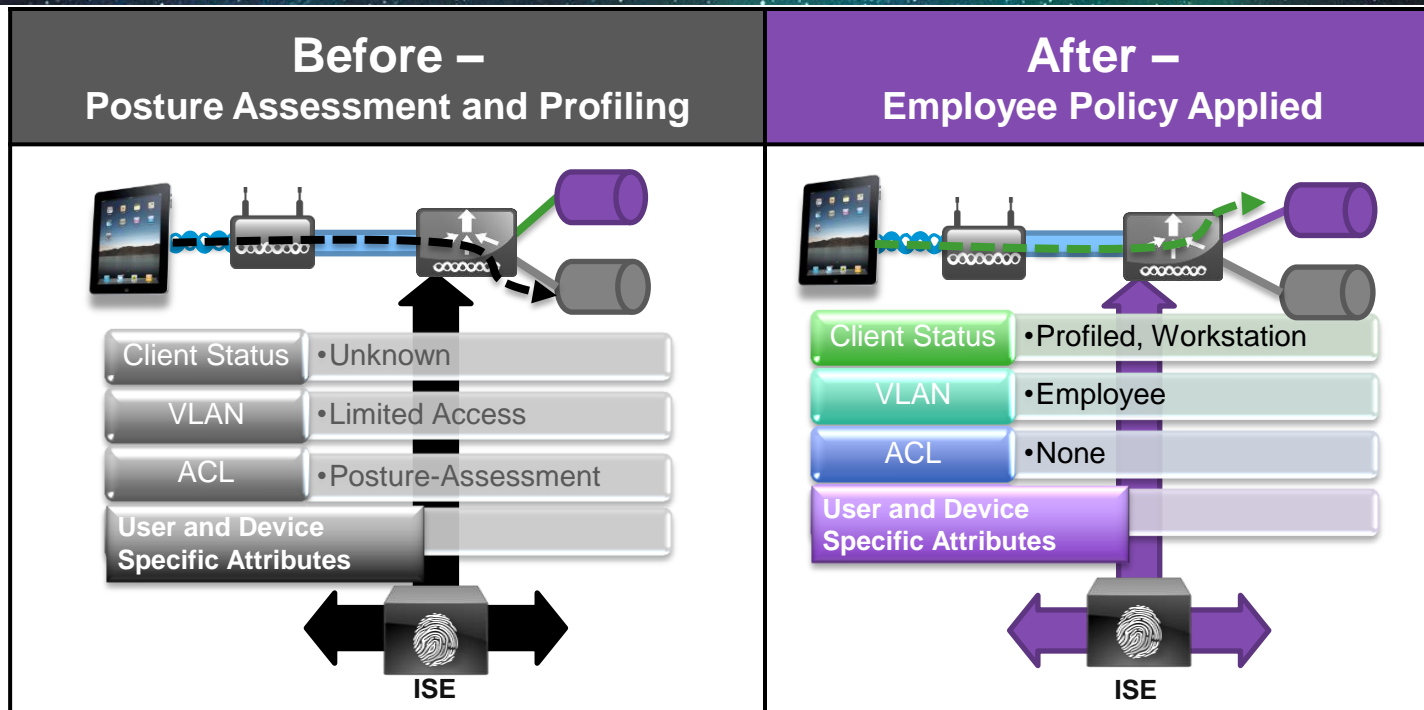 Before –
Posture Assessment and Profiling
Client Status
•Unknown
VLAN
•Limited Access
ACL
•Posture-Assessment
User and Device
Specific Attributes
ISE
After –
Employee Policy Applied
Client Status
•Profiled, Workstation
VLAN
•Employee
ACL
•None
User and Device
Specific Attributes
ISE